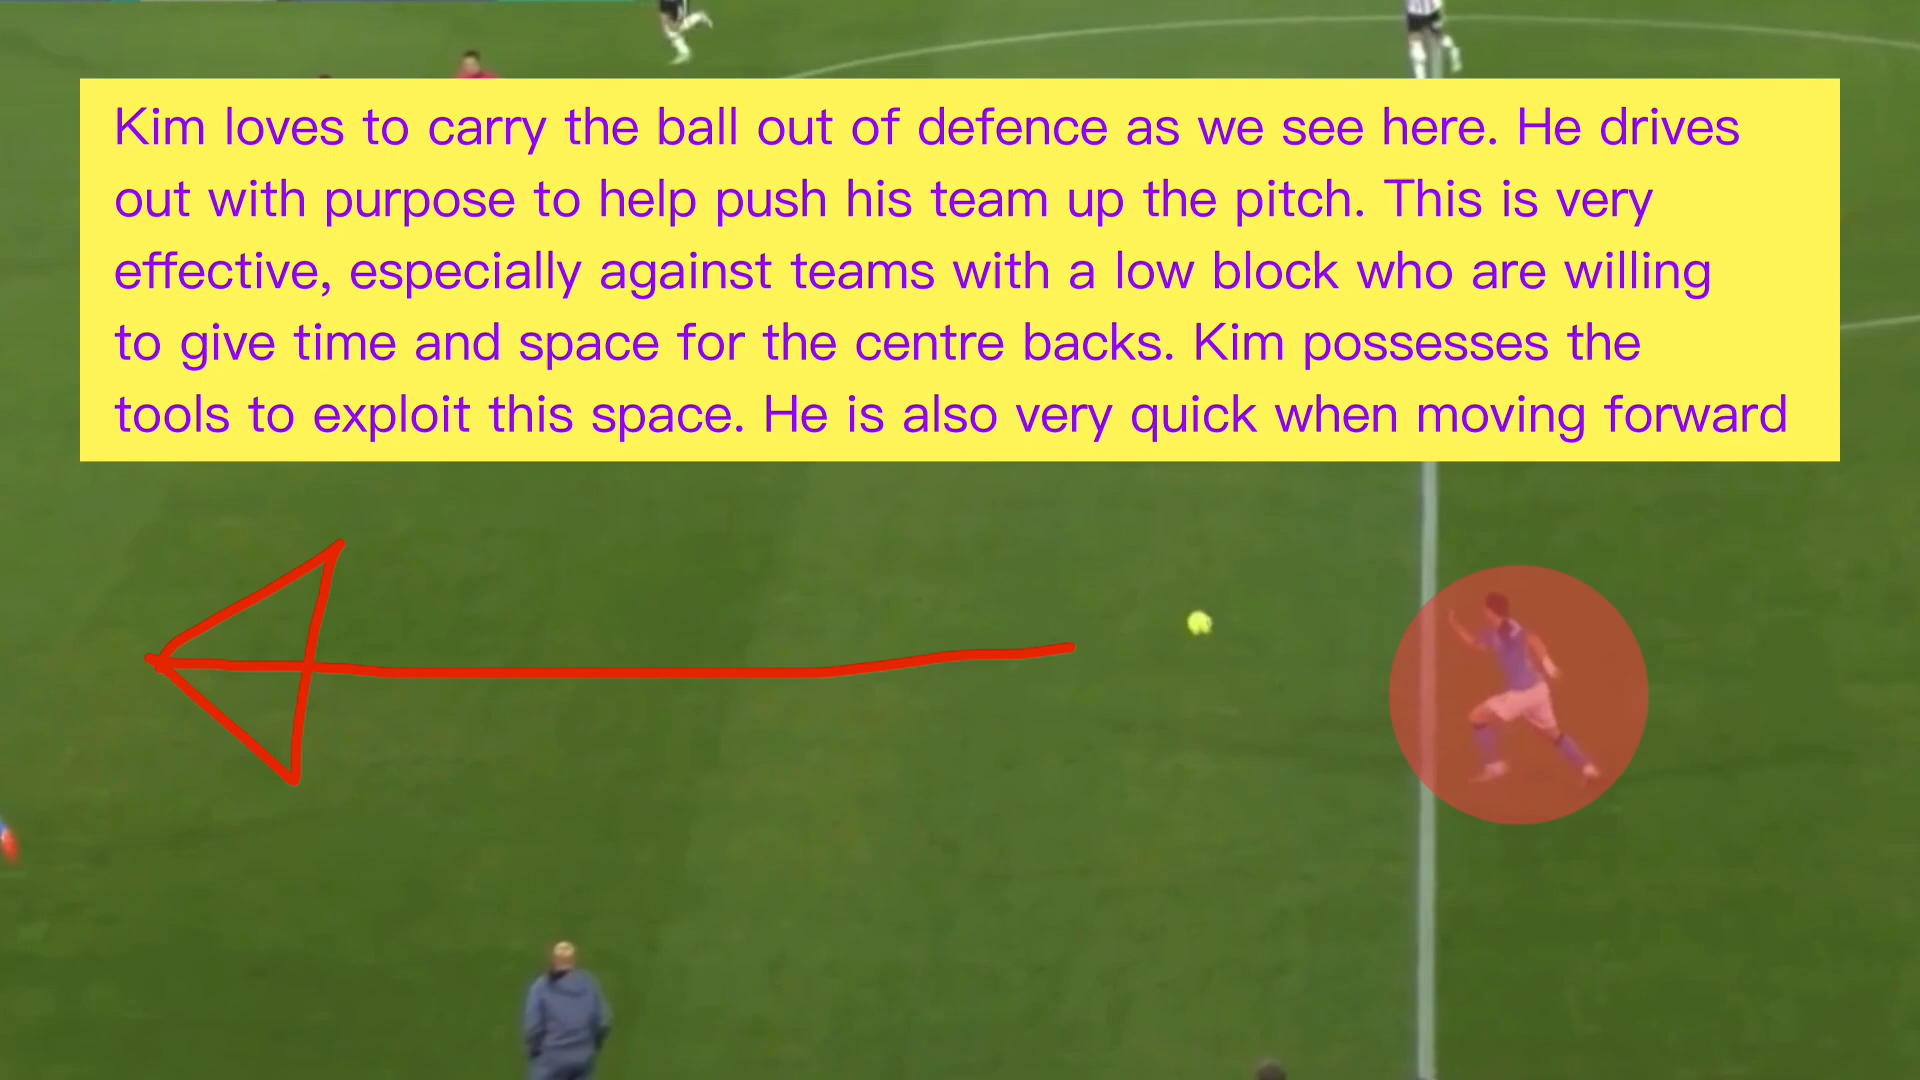 Kim loves to carry the ball out of defence as we see here. He drives
out with purpose to help push his team up the pitch. This is very
effective, especially against teams with a low block who are willing
to give time and space for the centre backs. Kim possesses the
tools to exploit this space. He is also very quick when moving forward